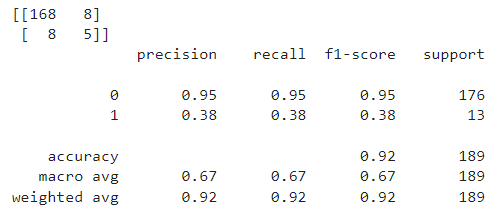 [[168   8]
 [  8   5]]
              precision    recall  f1-score   support

           0       0.95      0.95      0.95       176
           1       0.38      0.38      0.38        13

    accuracy                           0.92       189
   macro avg       0.67      0.67      0.67       189
weighted avg       0.92      0.92      0.92       189